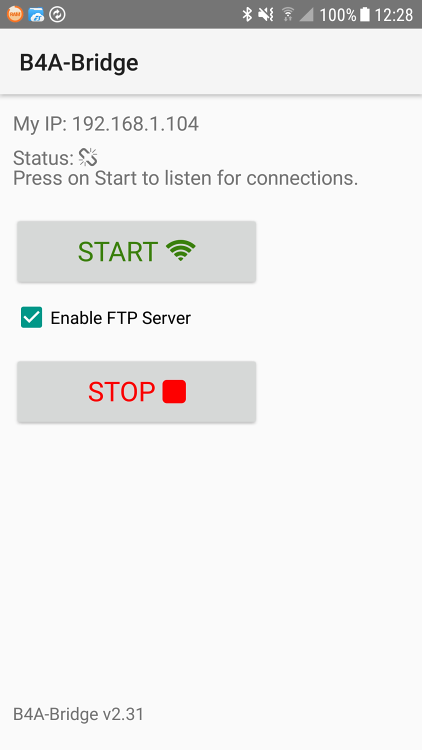 100% 12:28
B4A-Bridge
My IP: 192.168.1.104
Status:
Press on Start to listen for connections.
START
Enable FTP Server
STOP
B4A-Bridge v2.31